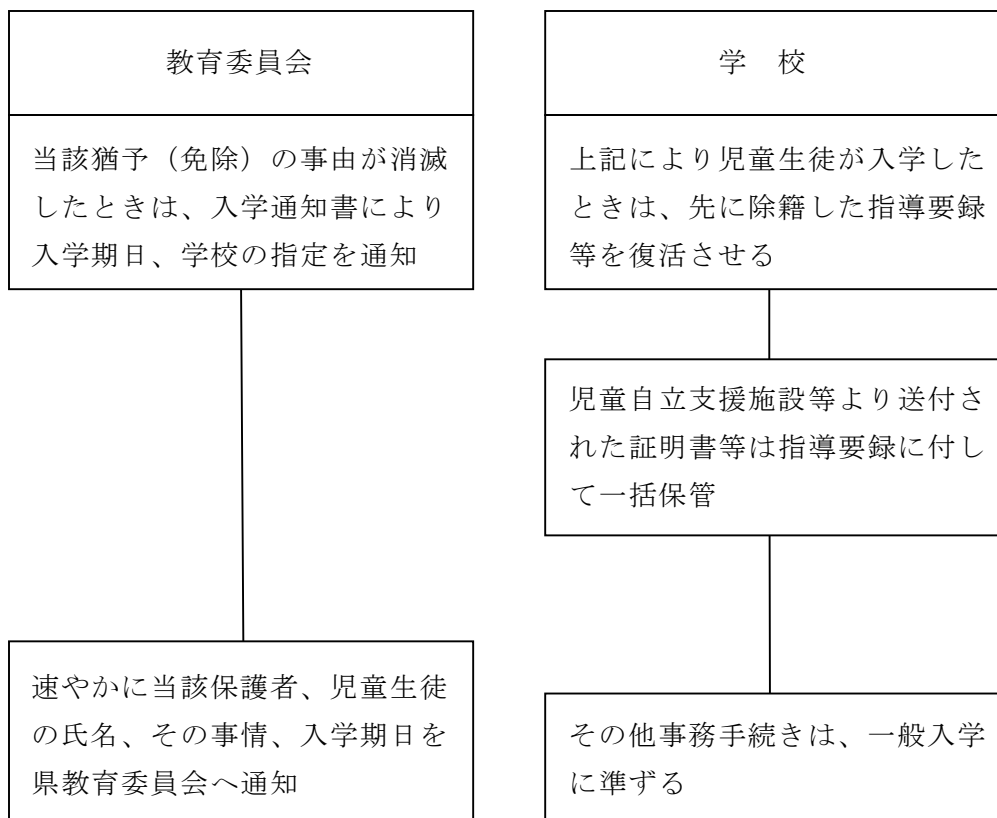 教育委員会
当該猶予（免除）の事由が消滅
したときは、入学通知書により
入学期日、学校の指定を通知
速やかに当該保護者、児童生徒
の氏名、その事情、入学期日を
県教育委員会へ通知
学　校
上記により児童生徒が入学した
ときは、先に除籍した指導要録
等を復活させる
児童自立支援施設等より送付さ
れた証明書等は指導要録に付し
て一括保管
その他事務手続きは、一般入学
に準ずる